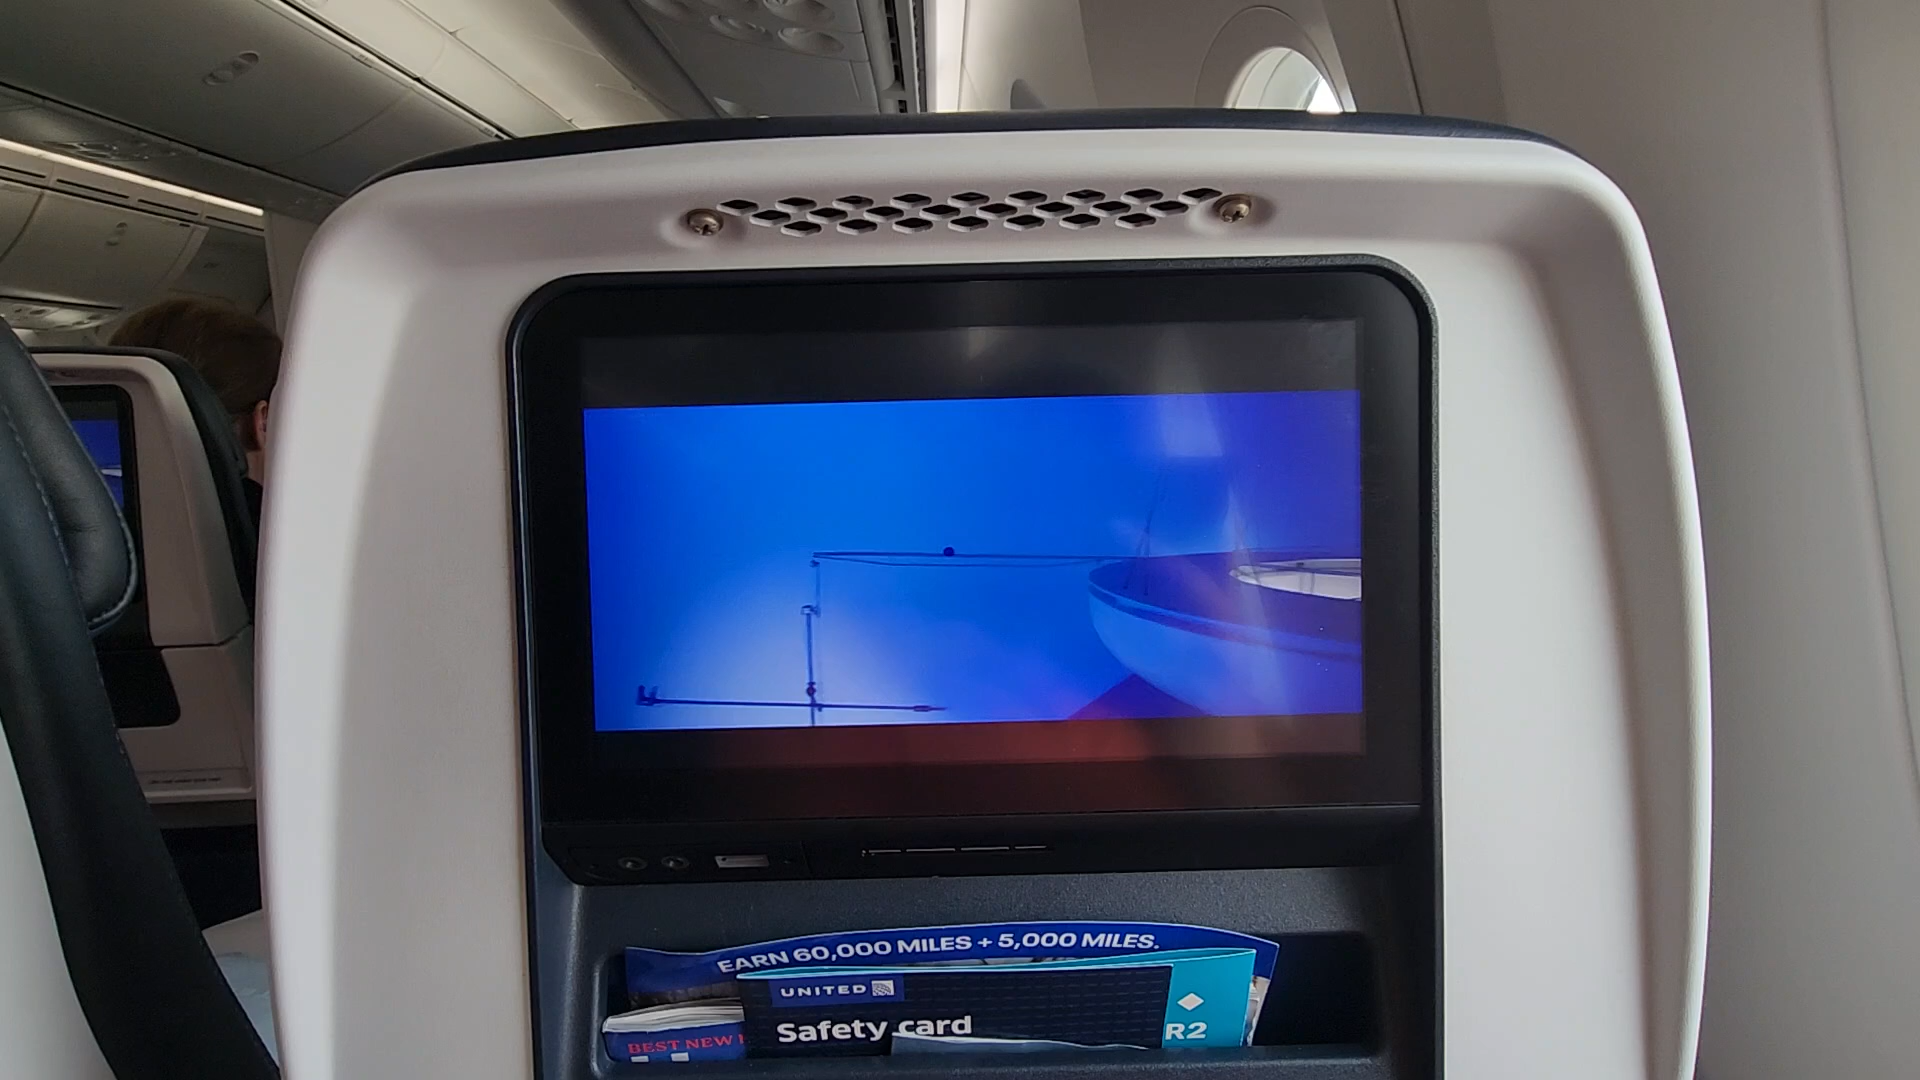 EARN 60,000 MILES + 5,000 MILES.
UNITED
Safety card
R2
BEST NEW